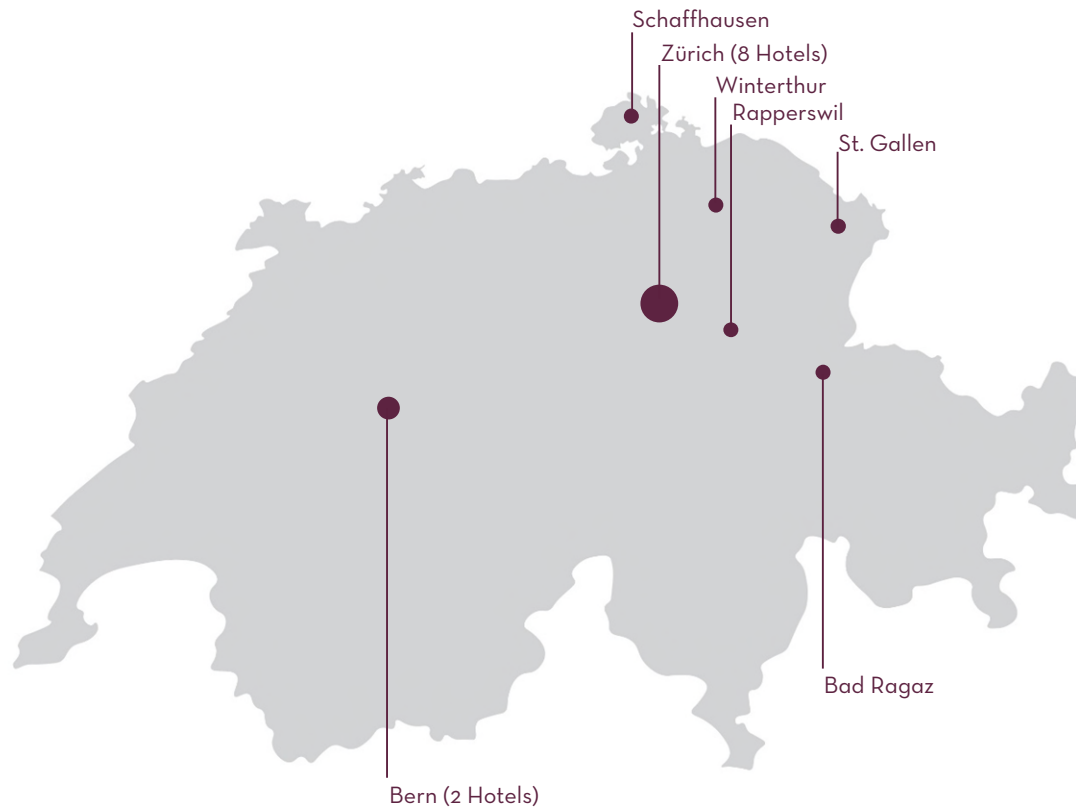 Schaffhausen
Zürich (8 Hotels)
Winterthur
Rapperswil
St. Gallen
Bad Ragaz
Bern (2 Hotels)